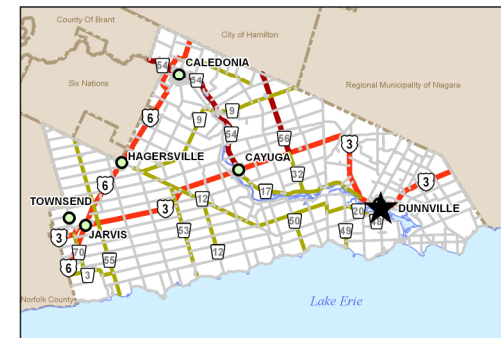 County Of Brant
City of Hamilton
54
CALEDONIA
54
Six Nations
Regional Municipality of Niagara
6
9
9
54
56
3
HAGERSVILLE
CAYUGA
32
6
17
3
TOWNSEND
12
20
DUNNVILLE
3
50
3
JARVIS
53
49
70
55
12
6
3
Norfolk County
Lake Erie